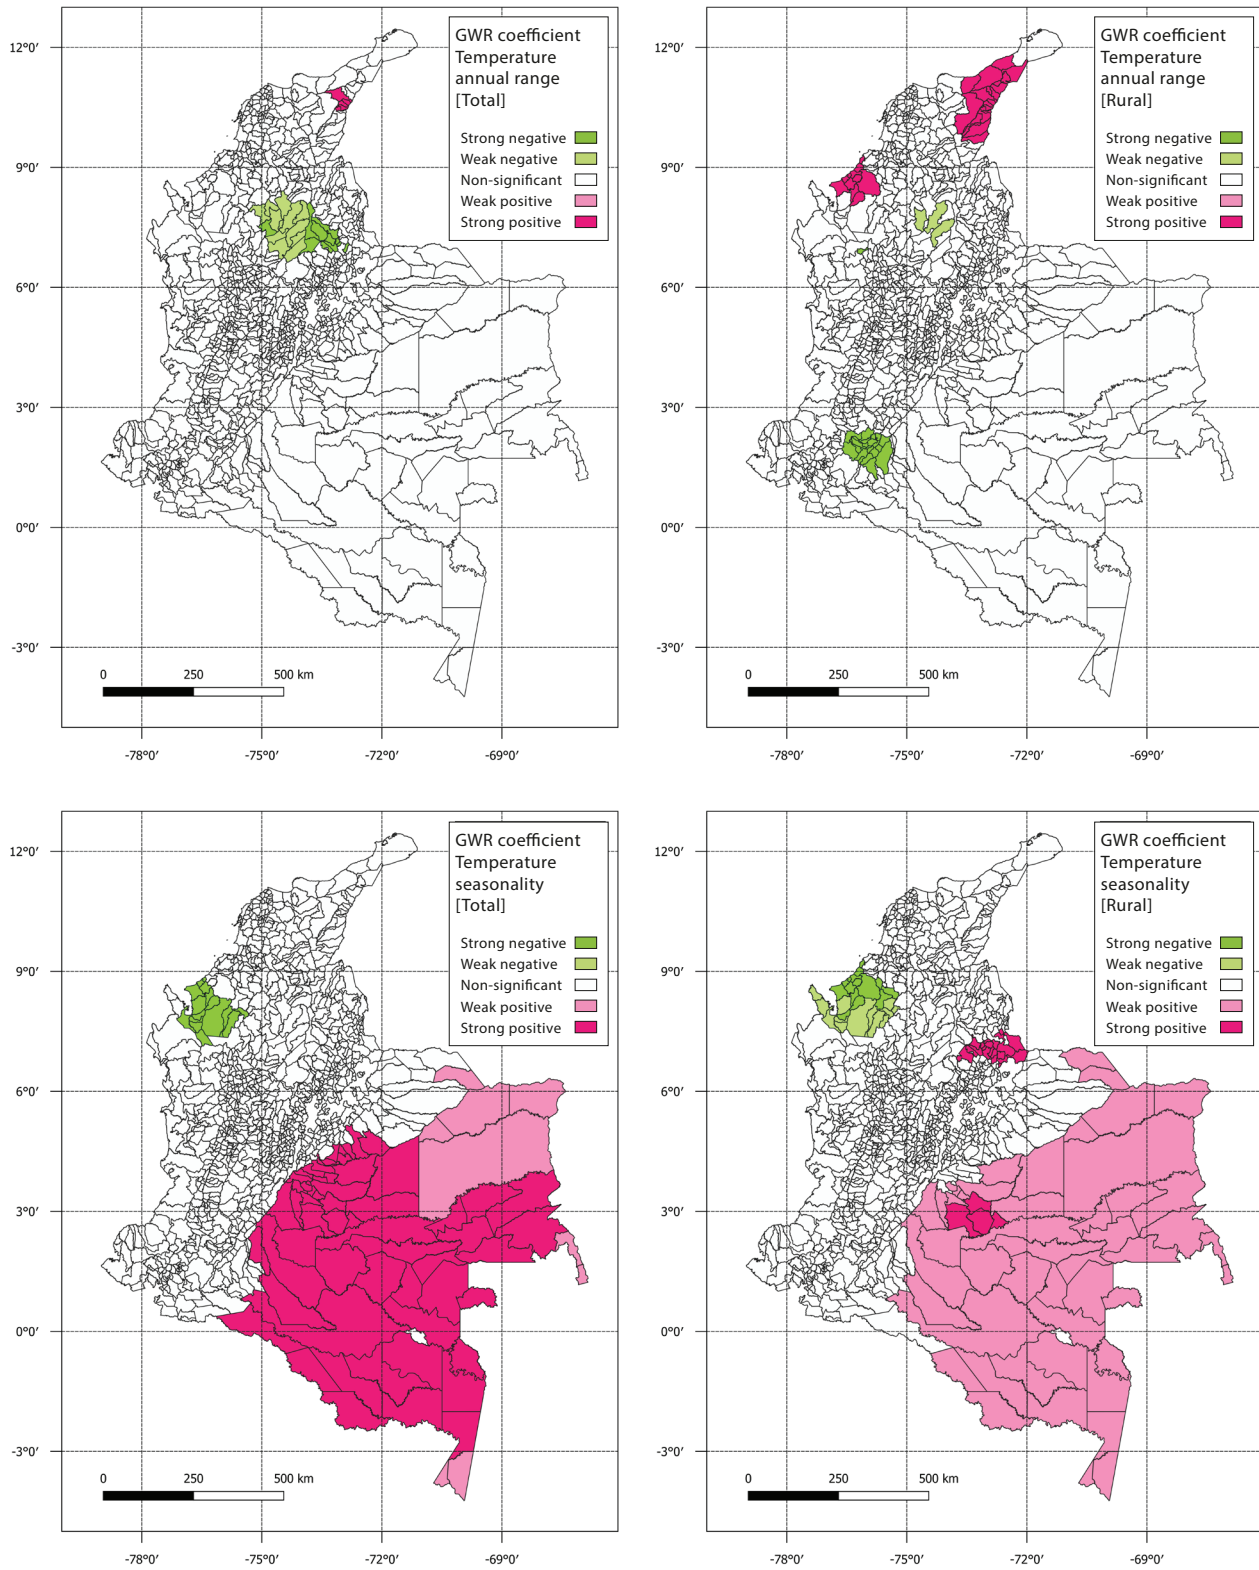 GWR coefficient
Temperature
annual range
[Total]
Strong negative
Weak negative
Non-significant
Weak positive
Strong positive
12°0′
9°0′
6°0′
3°0′
0°0′
-3°0′
0 250 500 km
-78°0′ -75°0′ -72°0′ -69°0′
GWR coefficient
Temperature
annual range
[Rural]
Strong negative
Weak negative
Non-significant
Weak positive
Strong positive
12°0′
9°0′
6°0′
3°0′
0°0′
-3°0′
0 250 500 km
-78°0′ -75°0′ -72°0′ -69°0′
GWR coefficient
Temperature
seasonality
[Total]
Strong negative
Weak negative
Non-significant
Weak positive
Strong positive
12°0′
9°0′
6°0′
3°0′
0°0′
-3°0′
0 250 500 km
-78°0′ -75°0′ -72°0′ -69°0′
GWR coefficient
Temperature
seasonality
[Rural]
Strong negative
Weak negative
Non-significant
Weak positive
Strong positive
12°0′
9°0′
6°0′
3°0′
0°0′
-3°0′
0 250 500 km
-78°0′ -75°0′ -72°0′ -69°0′